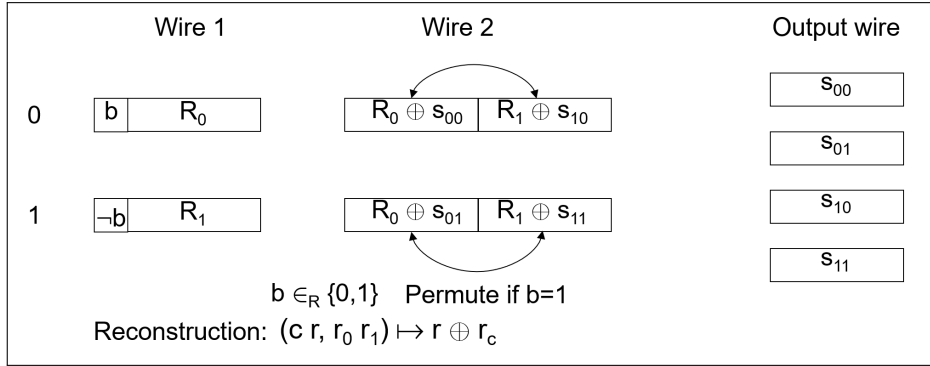 Wire 1 Wire 2 Output wire
s₀₀
0 b R₀ R₀ ⊕ s₀₀ R₁ ⊕ s₁₀
s₀₁
s₁₀
1 ¬b R₁ R₀ ⊕ s₀₁ R₁ ⊕ s₁₁
s₁₁
b ∈R {0,1} Permute if b=1
Reconstruction: (c r, r₀ r₁) ↦ r ⊕ r_c